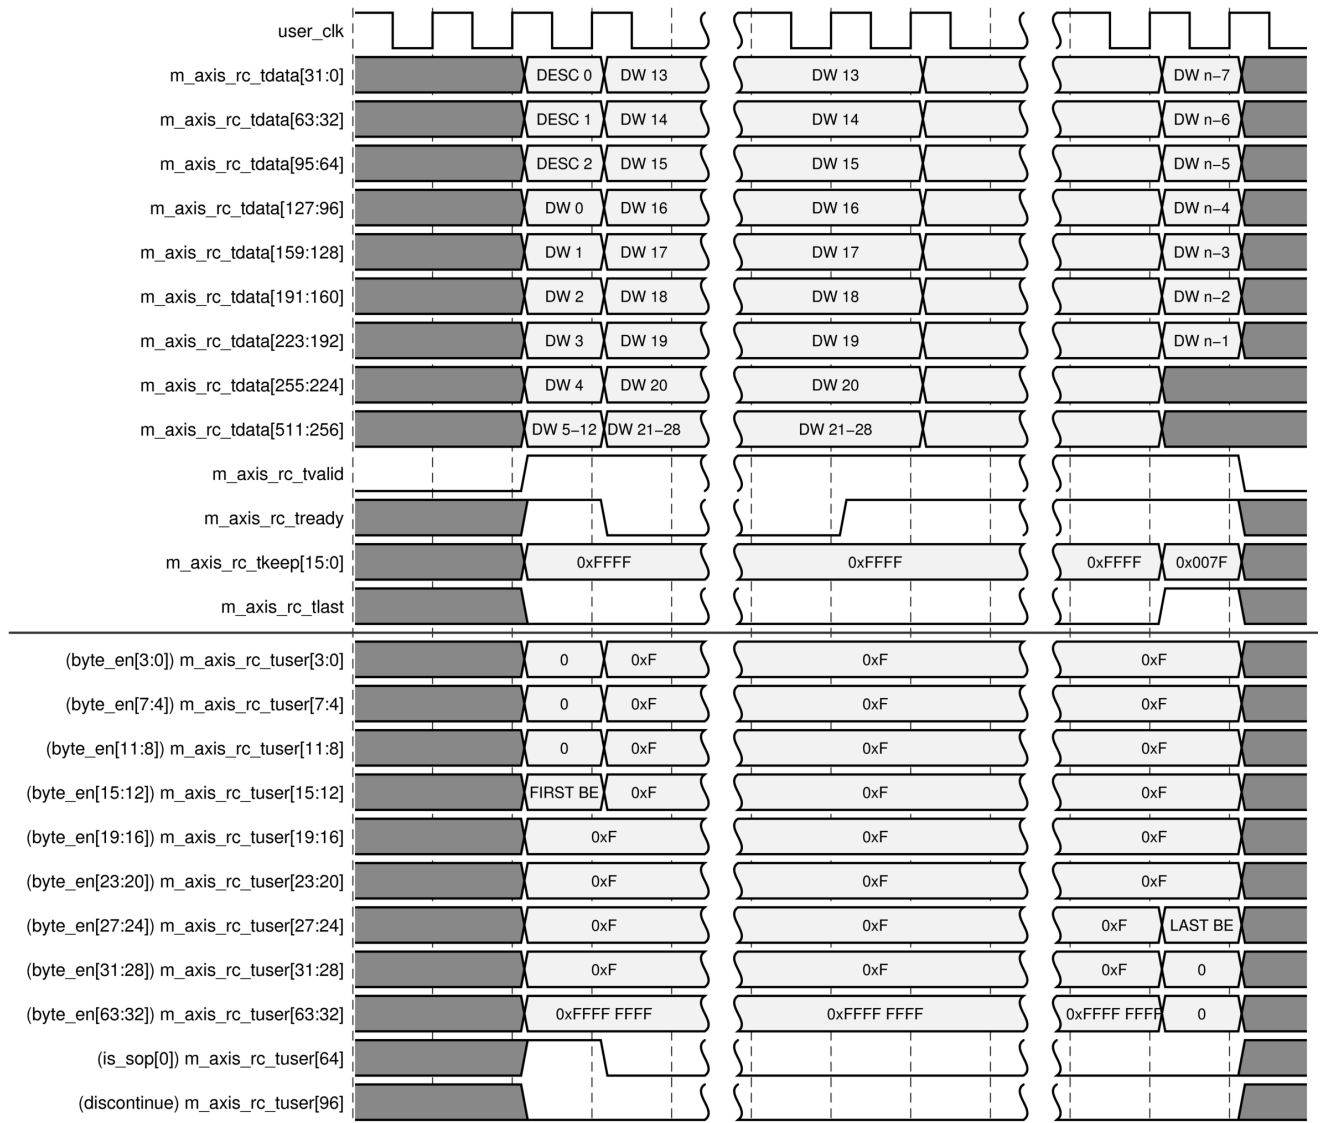 user_clk
m_axis_rc_tdata[31:0] DESC 0 DW 13 DW 13 DW n−7
m_axis_rc_tdata[63:32] DESC 1 DW 14 DW 14 DW n−6
m_axis_rc_tdata[95:64] DESC 2 DW 15 DW 15 DW n−5
m_axis_rc_tdata[127:96] DW 0 DW 16 DW 16 DW n−4
m_axis_rc_tdata[159:128] DW 1 DW 17 DW 17 DW n−3
m_axis_rc_tdata[191:160] DW 2 DW 18 DW 18 DW n−2
m_axis_rc_tdata[223:192] DW 3 DW 19 DW 19 DW n−1
m_axis_rc_tdata[255:224] DW 4 DW 20 DW 20
m_axis_rc_tdata[511:256] DW 5−12 DW 21−28 DW 21−28
m_axis_rc_tvalid
m_axis_rc_tready
m_axis_rc_tkeep[15:0] 0xFFFF 0xFFFF 0xFFFF 0x007F
m_axis_rc_tlast
(byte_en[3:0]) m_axis_rc_tuser[3:0] 0 0xF 0xF 0xF
(byte_en[7:4]) m_axis_rc_tuser[7:4] 0 0xF 0xF 0xF
(byte_en[11:8]) m_axis_rc_tuser[11:8] 0 0xF 0xF 0xF
(byte_en[15:12]) m_axis_rc_tuser[15:12] FIRST BE 0xF 0xF 0xF
(byte_en[19:16]) m_axis_rc_tuser[19:16] 0xF 0xF 0xF
(byte_en[23:20]) m_axis_rc_tuser[23:20] 0xF 0xF 0xF
(byte_en[27:24]) m_axis_rc_tuser[27:24] 0xF 0xF 0xF LAST BE
(byte_en[31:28]) m_axis_rc_tuser[31:28] 0xF 0xF 0xF 0
(byte_en[63:32]) m_axis_rc_tuser[63:32] 0xFFFF FFFF 0xFFFF FFFF 0xFFFF FFFF 0
(is_sop[0]) m_axis_rc_tuser[64]
(discontinue) m_axis_rc_tuser[96]